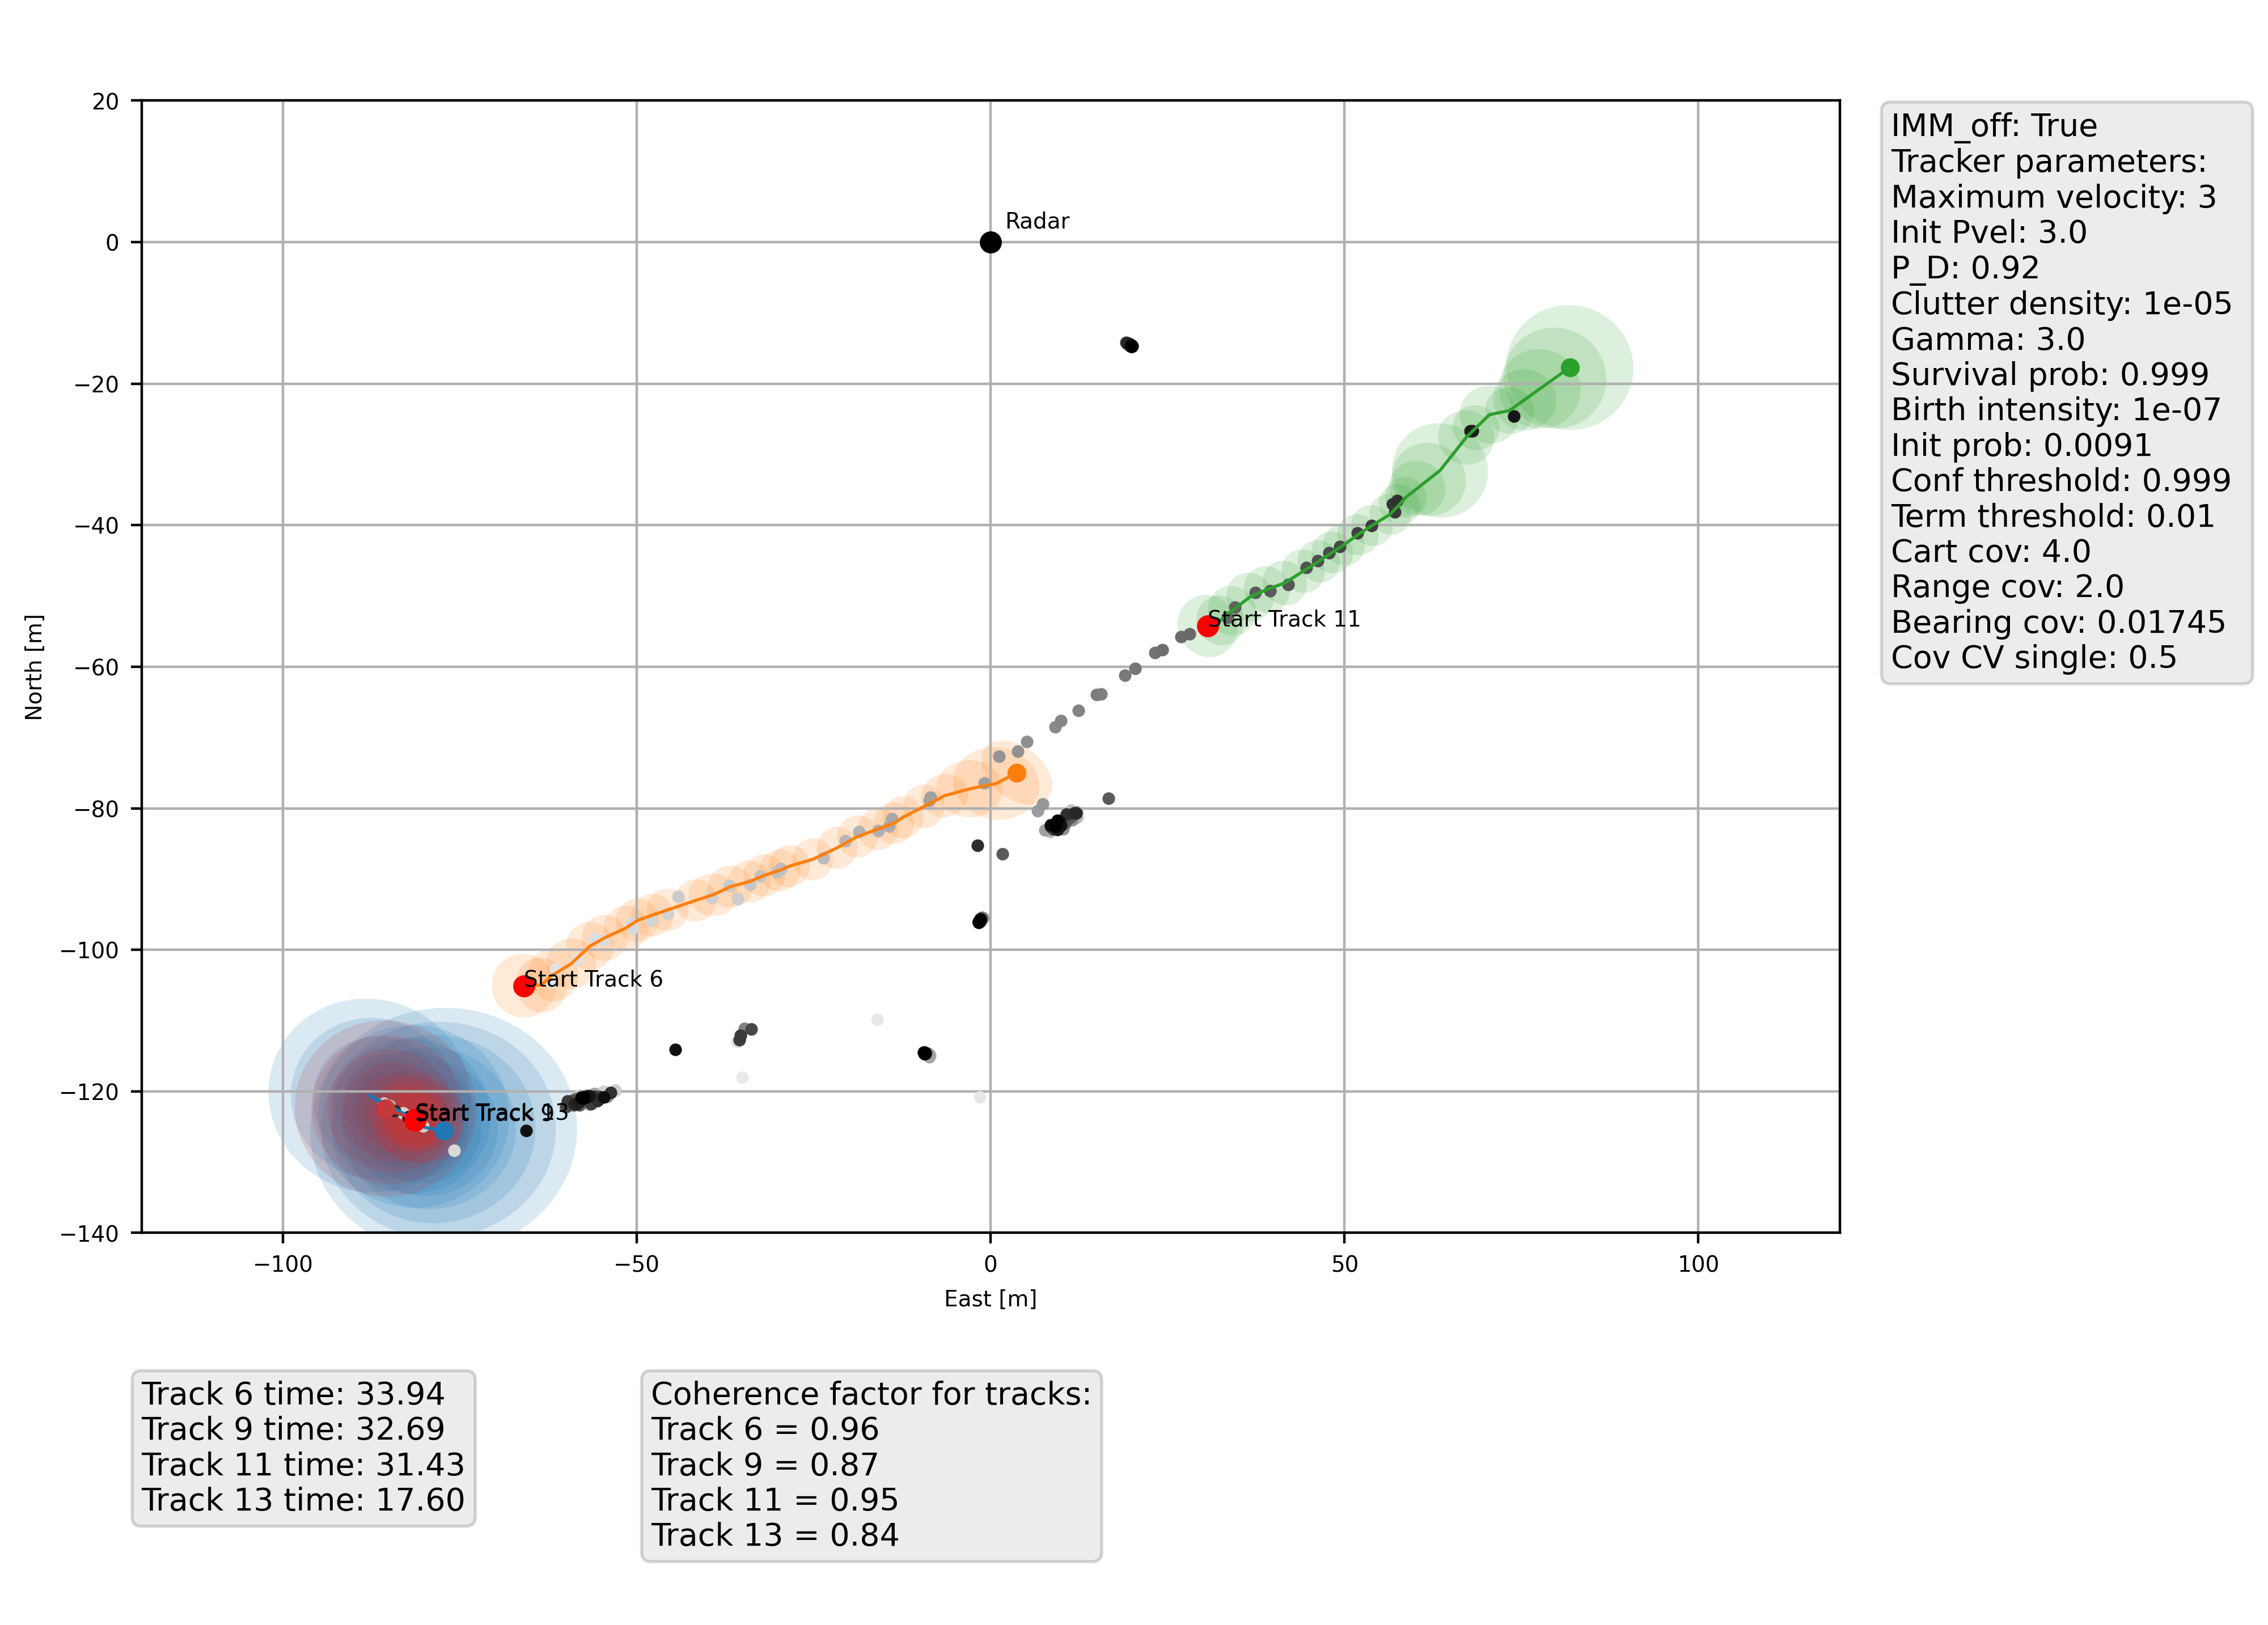 20
0
−20
−40
−60
−80
−100
−120
−140
North [m]
Radar
Start Track 11
Start Track 6
Start Track 13
−100
−50
0
50
100
East [m]
IMM_off: True
Tracker parameters:
Maximum velocity: 3
Init Pvel: 3.0
P_D: 0.92
Clutter density: 1e-05
Gamma: 3.0
Survival prob: 0.999
Birth intensity: 1e-07
Init prob: 0.0091
Conf threshold: 0.999
Term threshold: 0.01
Cart cov: 4.0
Range cov: 2.0
Bearing cov: 0.01745
Cov CV single: 0.5
Track 6 time: 33.94
Track 9 time: 32.69
Track 11 time: 31.43
Track 13 time: 17.60
Coherence factor for tracks:
Track 6 = 0.96
Track 9 = 0.87
Track 11 = 0.95
Track 13 = 0.84